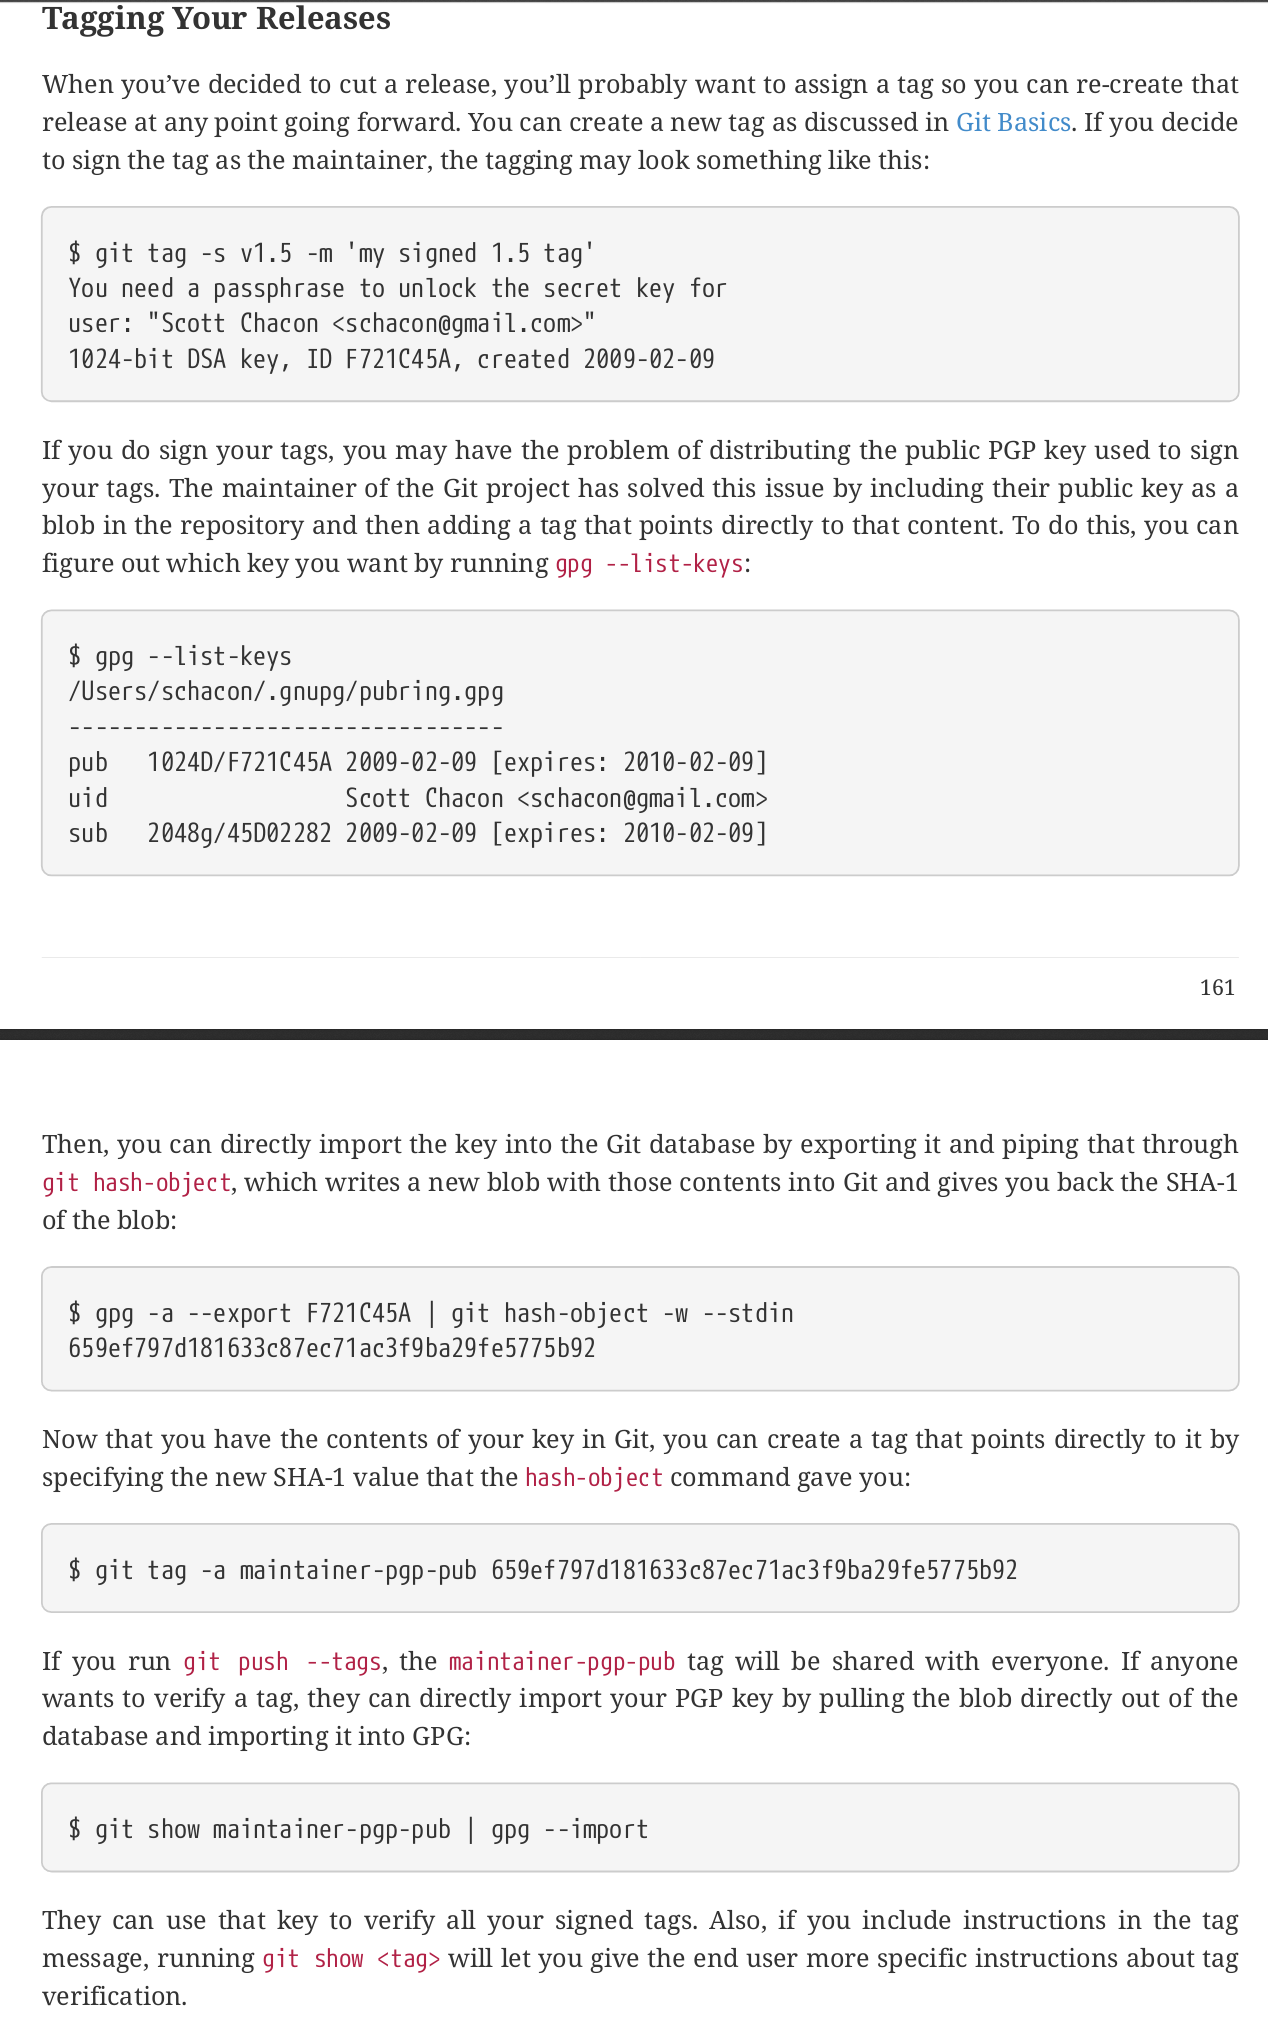 Tagging Your Releases
When you’ve decided to cut a release, you’ll probably want to assign a tag so you can re-create that
release at any point going forward. You can create a new tag as discussed in Git Basics. If you decide
to sign the tag as the maintainer, the tagging may look something like this:
$ git tag -s v1.5 -m 'my signed 1.5 tag'
You need a passphrase to unlock the secret key for
user: "Scott Chacon <schacon@gmail.com>"
1024-bit DSA key, ID F721C45A, created 2009-02-09
If you do sign your tags, you may have the problem of distributing the public PGP key used to sign
your tags. The maintainer of the Git project has solved this issue by including their public key as a
blob in the repository and then adding a tag that points directly to that content. To do this, you can
figure out which key you want by running gpg --list-keys:
$ gpg --list-keys
/Users/schacon/.gnupg/pubring.gpg
---------------------------------
pub   1024D/F721C45A 2009-02-09 [expires: 2010-02-09]
uid                  Scott Chacon <schacon@gmail.com>
sub   2048g/45D02282 2009-02-09 [expires: 2010-02-09]
161
Then, you can directly import the key into the Git database by exporting it and piping that through
git hash-object, which writes a new blob with those contents into Git and gives you back the SHA-1
of the blob:
$ gpg -a --export F721C45A | git hash-object -w --stdin
659ef797d181633c87ec71ac3f9ba29fe5775b92
Now that you have the contents of your key in Git, you can create a tag that points directly to it by
specifying the new SHA-1 value that the hash-object command gave you:
$ git tag -a maintainer-pgp-pub 659ef797d181633c87ec71ac3f9ba29fe5775b92
If you run git push --tags, the maintainer-pgp-pub tag will be shared with everyone. If anyone
wants to verify a tag, they can directly import your PGP key by pulling the blob directly out of the
database and importing it into GPG:
$ git show maintainer-pgp-pub | gpg --import
They can use that key to verify all your signed tags. Also, if you include instructions in the tag
message, running git show <tag> will let you give the end user more specific instructions about tag
verification.